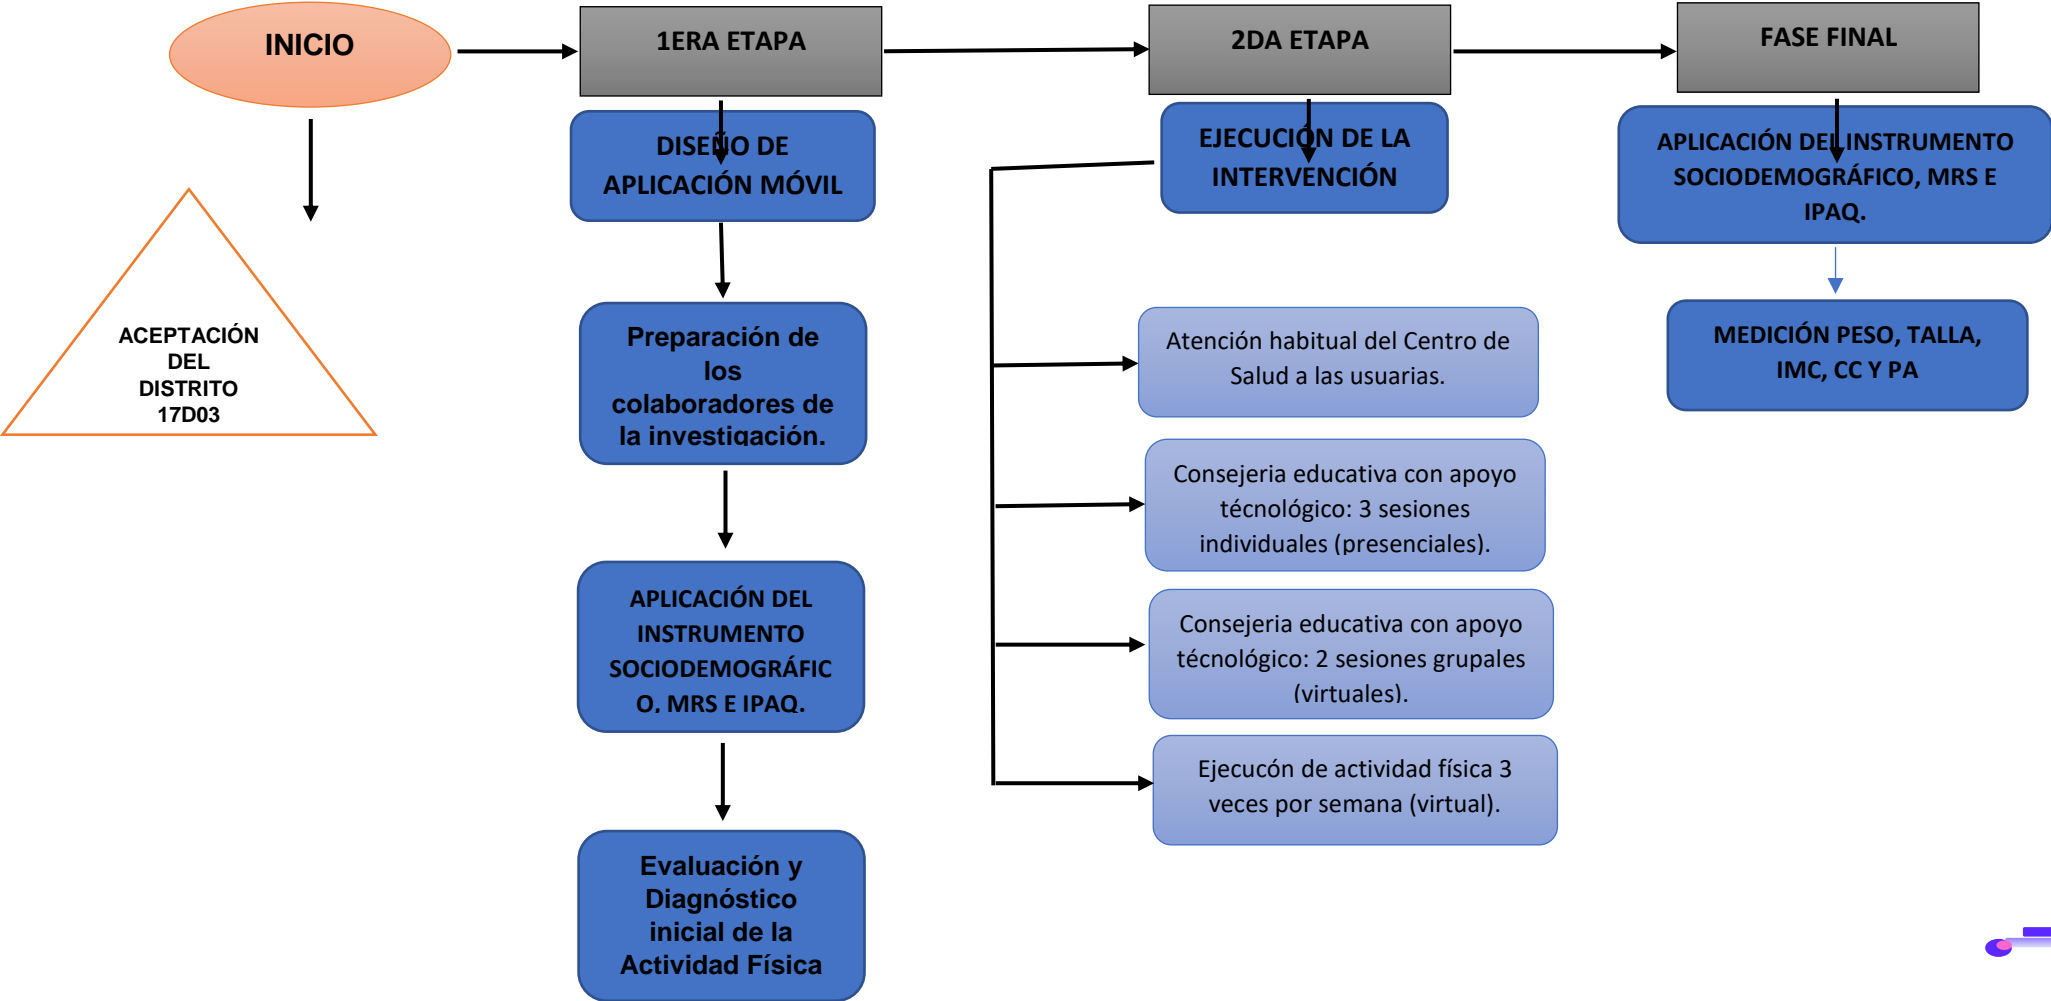 INICIO
1ERA ETAPA
2DA ETAPA
FASE FINAL
ACEPTACIÓN
DEL
DISTRITO
17D03
DISEÑO DE
APLICACIÓN MÓVIL
Preparación de
los
colaboradores de
la investigación.
APLICACIÓN DEL
INSTRUMENTO
SOCIODEMOGRÁFIC
O, MRS E IPAQ.
Evaluación y
Diagnóstico
inicial de la
Actividad Física
EJECUCIÓN DE LA
INTERVENCIÓN
Atención habitual del Centro de
Salud a las usuarias.
Consejeria educativa con apoyo
técnológico: 3 sesiones
individuales (presenciales).
Consejeria educativa con apoyo
técnológico: 2 sesiones grupales
(virtuales).
Ejecucón de actividad física 3
veces por semana (virtual).
APLICACIÓN DEL INSTRUMENTO
SOCIODEMOGRÁFICO, MRS E
IPAQ.
MEDICIÓN PESO, TALLA,
IMC, CC Y PA